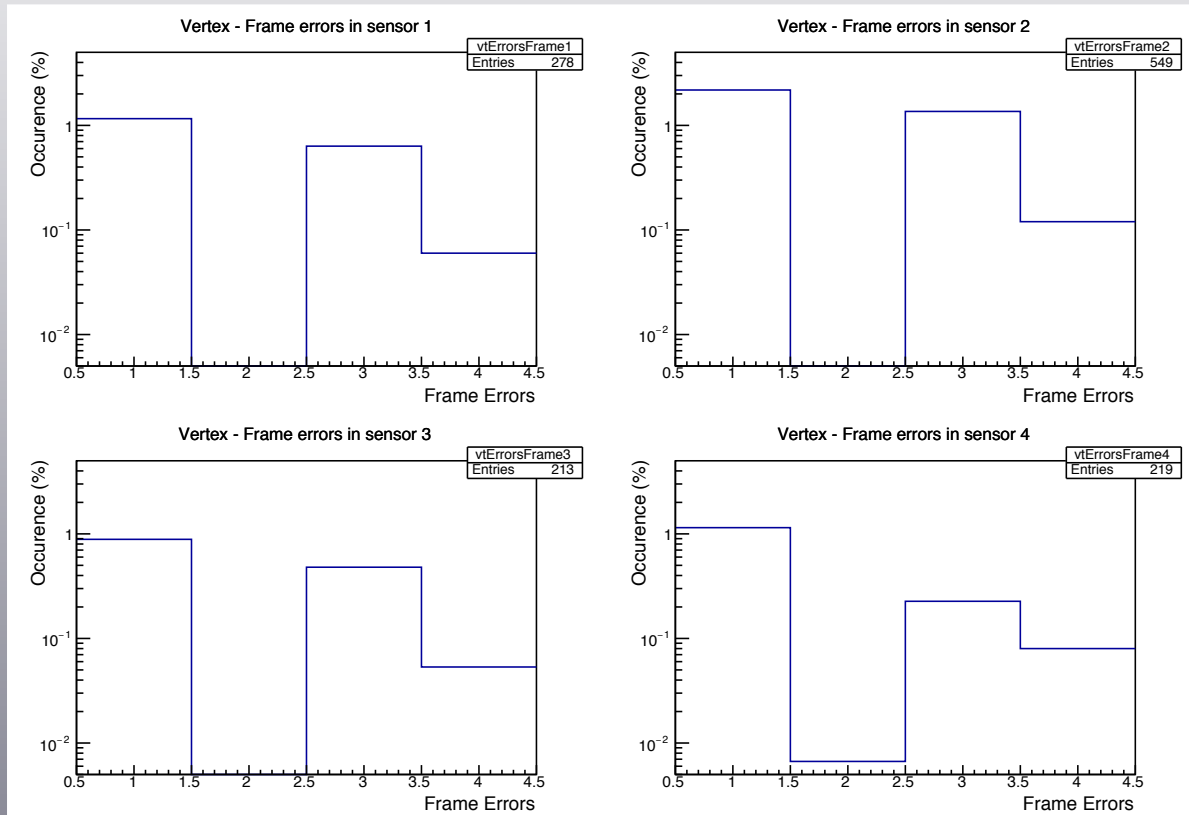 Vertex - Frame errors in sensor 1
vtErrorsFrame1
Entries 278
Occurence (%)
1
10⁻¹
10⁻²
0.5 1 1.5 2 2.5 3 3.5 4 4.5
Frame Errors
Vertex - Frame errors in sensor 2
vtErrorsFrame2
Entries 549
Occurence (%)
1
10⁻¹
10⁻²
0.5 1 1.5 2 2.5 3 3.5 4 4.5
Frame Errors
Vertex - Frame errors in sensor 3
vtErrorsFrame3
Entries 213
Occurence (%)
1
10⁻¹
10⁻²
0.5 1 1.5 2 2.5 3 3.5 4 4.5
Frame Errors
Vertex - Frame errors in sensor 4
vtErrorsFrame4
Entries 219
Occurence (%)
1
10⁻¹
10⁻²
0.5 1 1.5 2 2.5 3 3.5 4 4.5
Frame Errors